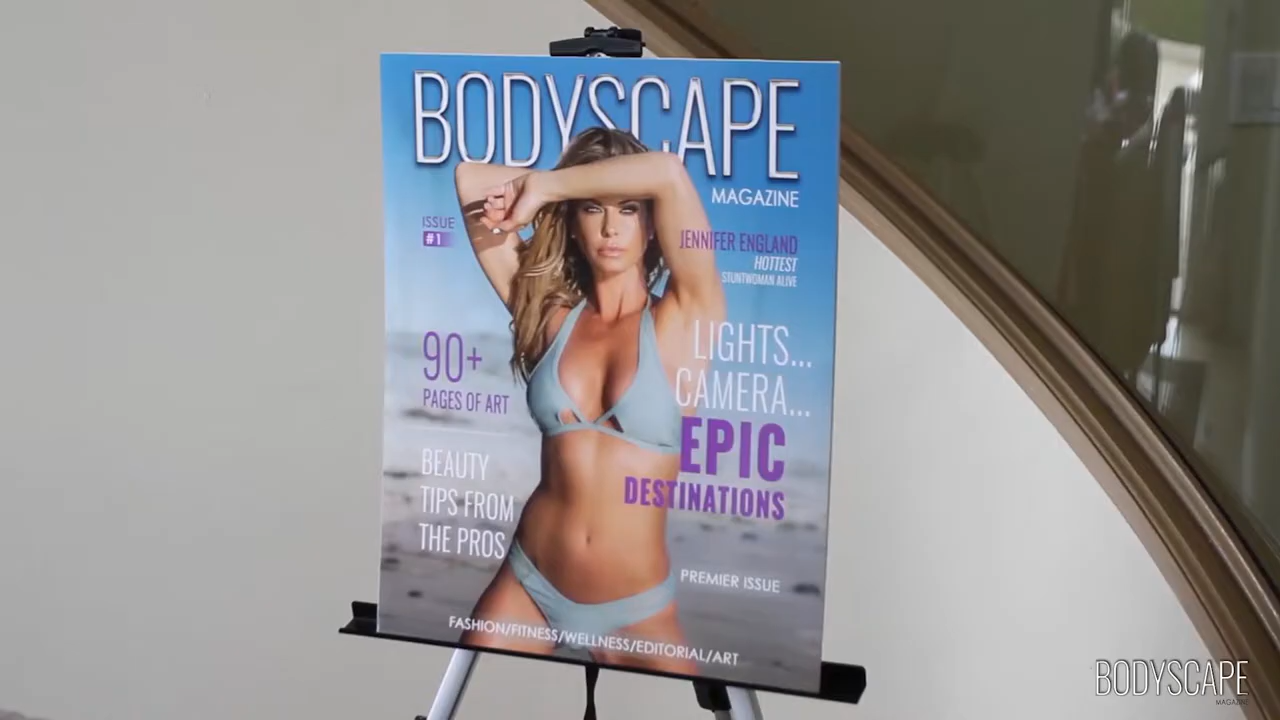 BODYSCAPE
MAGAZINE
ISSUE
#1
JENNIFER ENGLAND
HOTTEST
STUNTWOMAN ALIVE
90+
PAGES OF ART
LIGHTS...
CAMERA...
EPIC
DESTINATIONS
BEAUTY
TIPS FROM
THE PROS
PREMIER ISSUE
FASHION/FITNESS/WELLNESS/EDITORIAL/ART
BODYSCAPE
MAGAZINE